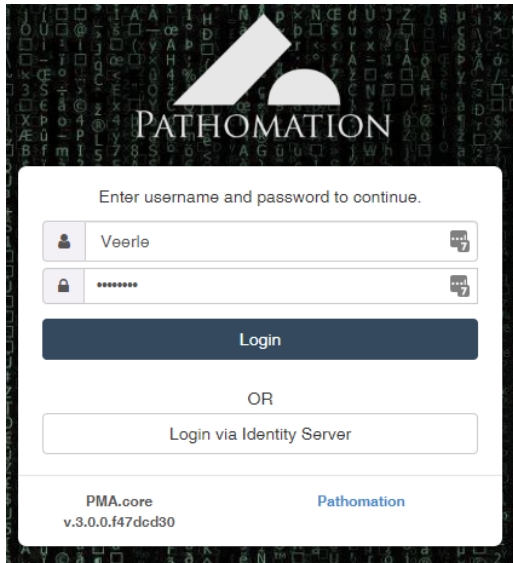 PATHOMATION
Enter username and password to continue.
Veerle
••••••••
Login
OR
Login via Identity Server
PMA.core
v.3.0.0.f47dcd30
Pathomation